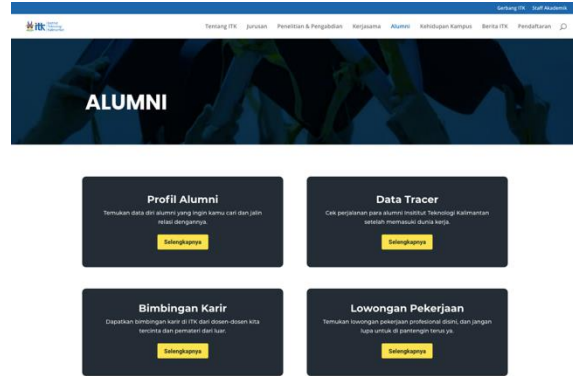 Gerbang ITK Staff Akademik
itk Institut Teknologi Kalimantan
Tentang ITK Jurusan Penelitian & Pengabdian Kerjasama Alumni Kehidupan Kampus Berita ITK Pendaftaran
ALUMNI
Profil Alumni
Temukan data diri alumni yang ingin kamu cari dan jalin
relasi dengannya.
Selengkapnya
Data Tracer
Cek perjalanan para alumni Institut Teknologi Kalimantan
setelah memasuki dunia kerja.
Selengkapnya
Bimbingan Karir
Dapatkan bimbingan karir di ITK dari dosen-dosen kita
tercinta dan pemateri dari luar.
Selengkapnya
Lowongan Pekerjaan
Temukan lowongan pekerjaan profesional disini, dan jangan
lupa untuk di pantengin terus ya.
Selengkapnya